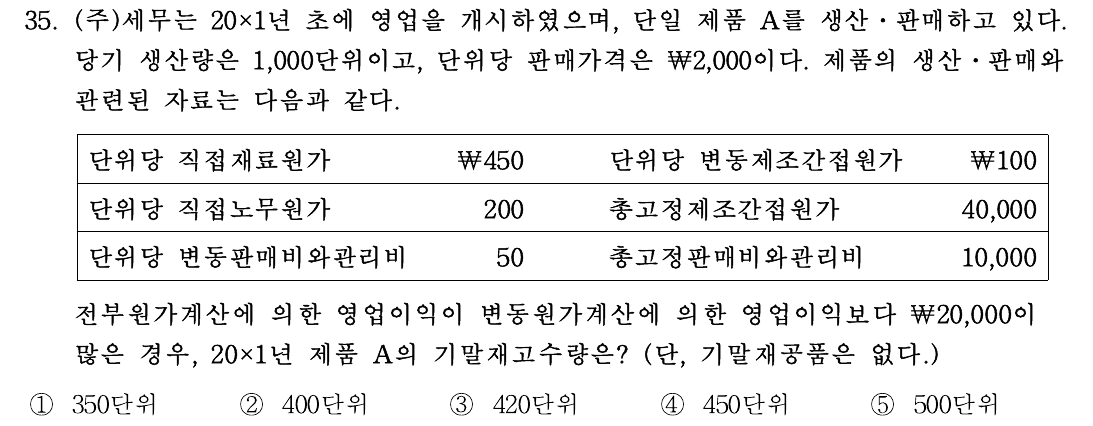 35. (주)세무는 20×1년 초에 영업을 개시하였으며, 단일 제품 A를 생산・판매하고 있다.
당기 생산량은 1,000단위이고, 단위당 판매가격은 ₩2,000이다. 제품의 생산・판매와
관련된 자료는 다음과 같다.
단위당 직접재료원가 ₩450 단위당 변동제조간접원가 ₩100
단위당 직접노무원가 200 총고정제조간접원가 40,000
단위당 변동판매비와관리비 50 총고정판매비와관리비 10,000
전부원가계산에 의한 영업이익이 변동원가계산에 의한 영업이익보다 ₩20,000이
많은 경우, 20×1년 제품 A의 기말재고수량은? (단, 기말재공품은 없다.)
① 350단위 ② 400단위 ③ 420단위 ④ 450단위 ⑤ 500단위